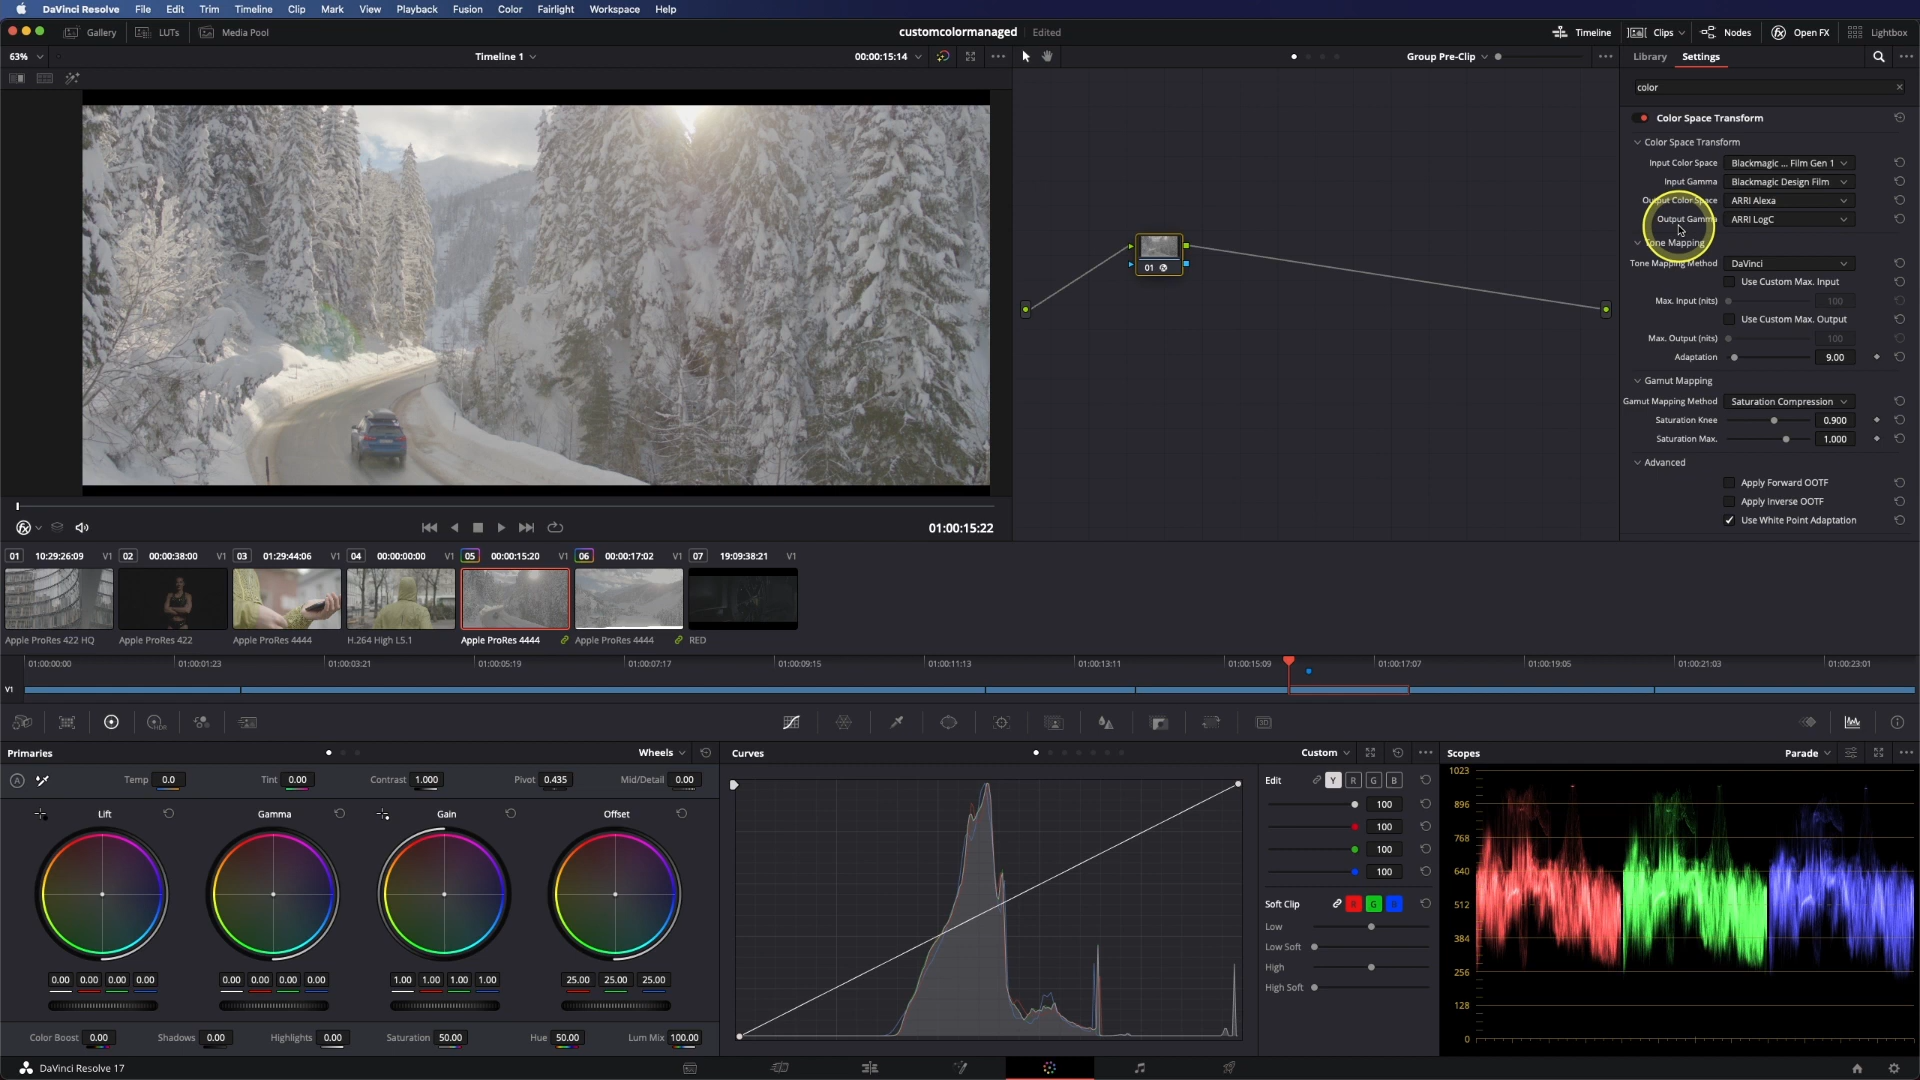 DaVinci Resolve File Edit Trim Timeline Clip Mark View Playback Fusion Color Fairlight Workspace Help
Gallery LUTs Media Pool customcolormanaged Edited Timeline Clips Nodes Open FX Lightbox
63% Timeline 1 00:00:15:14 Group Pre-Clip Library Settings
color
Color Space Transform
Color Space Transform
Input Color Space Blackmagic ... Film Gen 1
Input Gamma Blackmagic Design Film
Output Color Space ARRI Alexa
Output Gamma ARRI LogC
Tone Mapping
Tone Mapping Method DaVinci
Use Custom Max. Input
Max. Input (nits) 100
Use Custom Max. Output
Max. Output (nits) 100
Adaptation 9.00
Gamut Mapping
Gamut Mapping Method Saturation Compression
Saturation Knee 0.900
Saturation Max. 1.000
Advanced
Apply Forward OOTF
Apply Inverse OOTF
Use White Point Adaptation
01
01:00:15:22
01 10:29:26:09 V1 02 00:00:38:00 V1 03 01:29:44:06 V1 04 00:00:00:00 V1 05 00:00:15:20 V1 06 00:00:17:02 V1 07 19:09:38:21 V1
Apple ProRes 422 HQ Apple ProRes 422 Apple ProRes 4444 H.264 High L5.1 Apple ProRes 4444 Apple ProRes 4444 RED
01:00:00:00 01:00:01:23 01:00:03:21 01:00:05:19 01:00:07:17 01:00:09:15 01:00:11:13 01:00:13:11 01:00:15:09 01:00:17:07 01:00:19:05 01:00:21:03 01:00:23:01
V1
HDR
3D
Primaries Wheels Curves Custom Scopes Parade
A Temp 0.0 Tint 0.00 Contrast 1.000 Pivot 0.435 Mid/Detail 0.00
Lift Gamma Gain Offset
0.00 0.00 0.00 0.00 0.00 0.00 0.00 0.00 1.00 1.00 1.00 1.00 25.00 25.00 25.00
Color Boost 0.00 Shadows 0.00 Highlights 0.00 Saturation 50.00 Hue 50.00 Lum Mix 100.00
Edit Y R G B
100
100
100
100
Soft Clip R G B
Low
Low Soft
High
High Soft
1023
896
768
640
512
384
256
128
0
DaVinci Resolve 17